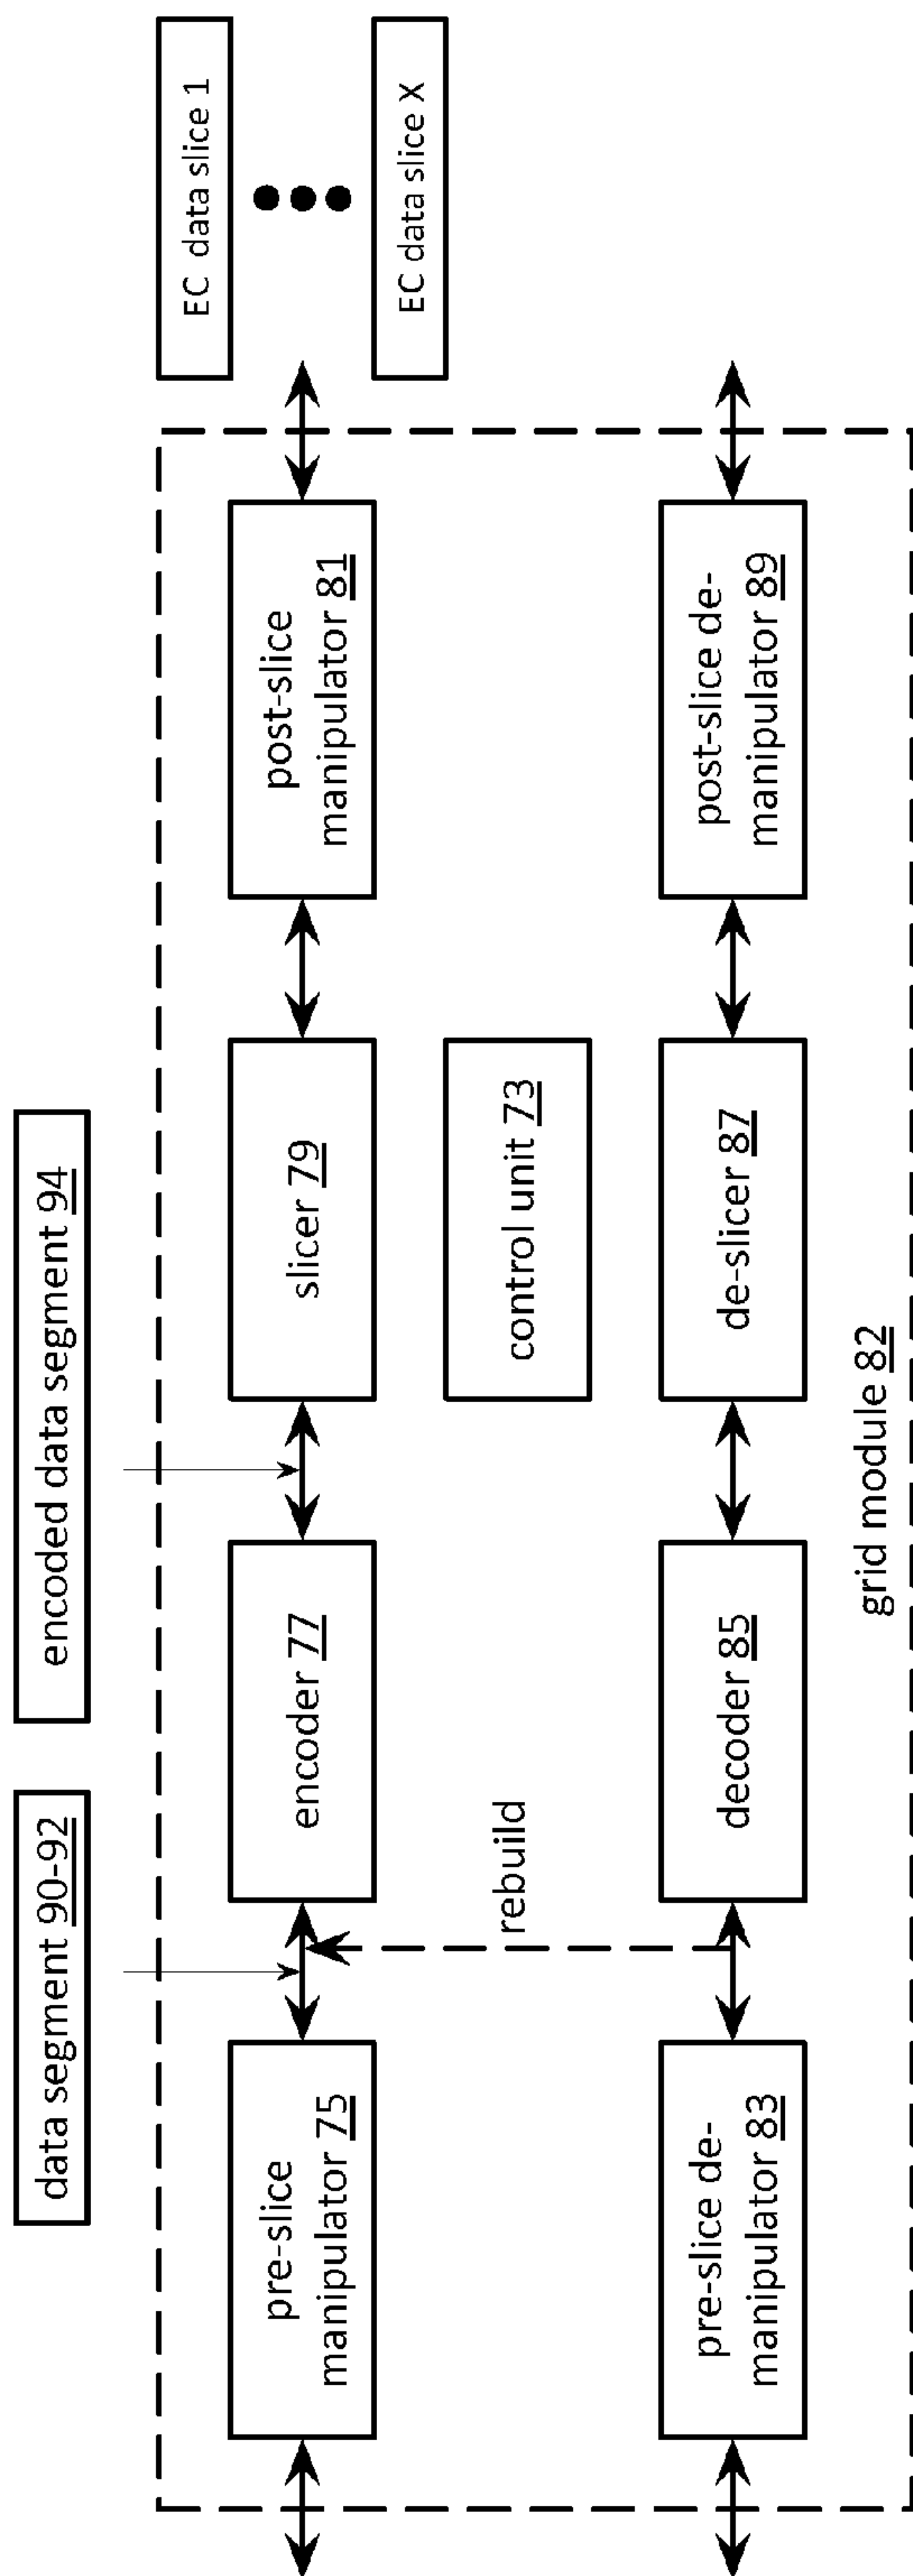 data segment 90-92
encoded data segment 94
EC data slice 1
EC data slice X
pre-slice
manipulator 75
encoder 77
slicer 79
post-slice
manipulator 81
rebuild
control unit 73
pre-slice de-
manipulator 83
decoder 85
de-slicer 87
post-slice de-
manipulator 89
grid module 82